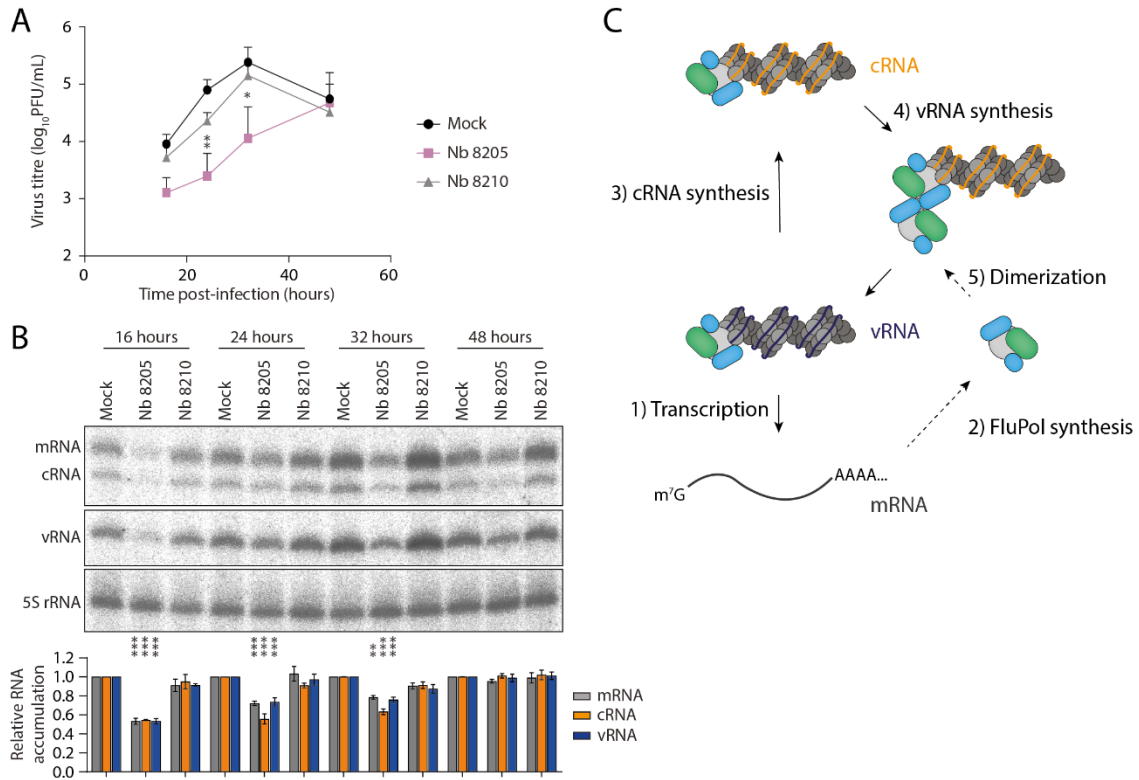 A
Virus titre (log10PFU/mL)
6
5
4
3
2
0
20
40
60
Time post-infection (hours)
**
*
Mock
Nb 8205
Nb 8210
B
16 hours
24 hours
32 hours
48 hours
Mock
Nb 8205
Nb 8210
Mock
Nb 8205
Nb 8210
Mock
Nb 8205
Nb 8210
Mock
Nb 8205
Nb 8210
mRNA
cRNA
vRNA
5S rRNA
*** *** ***
*** *** ***
** *** ***
Relative RNA
accumulation
1.2
1.0
0.8
0.6
0.4
0.2
0.0
mRNA
cRNA
vRNA
C
cRNA
4) vRNA synthesis
3) cRNA synthesis
5) Dimerization
vRNA
1) Transcription
2) FluPol synthesis
m7G
AAAA...
mRNA